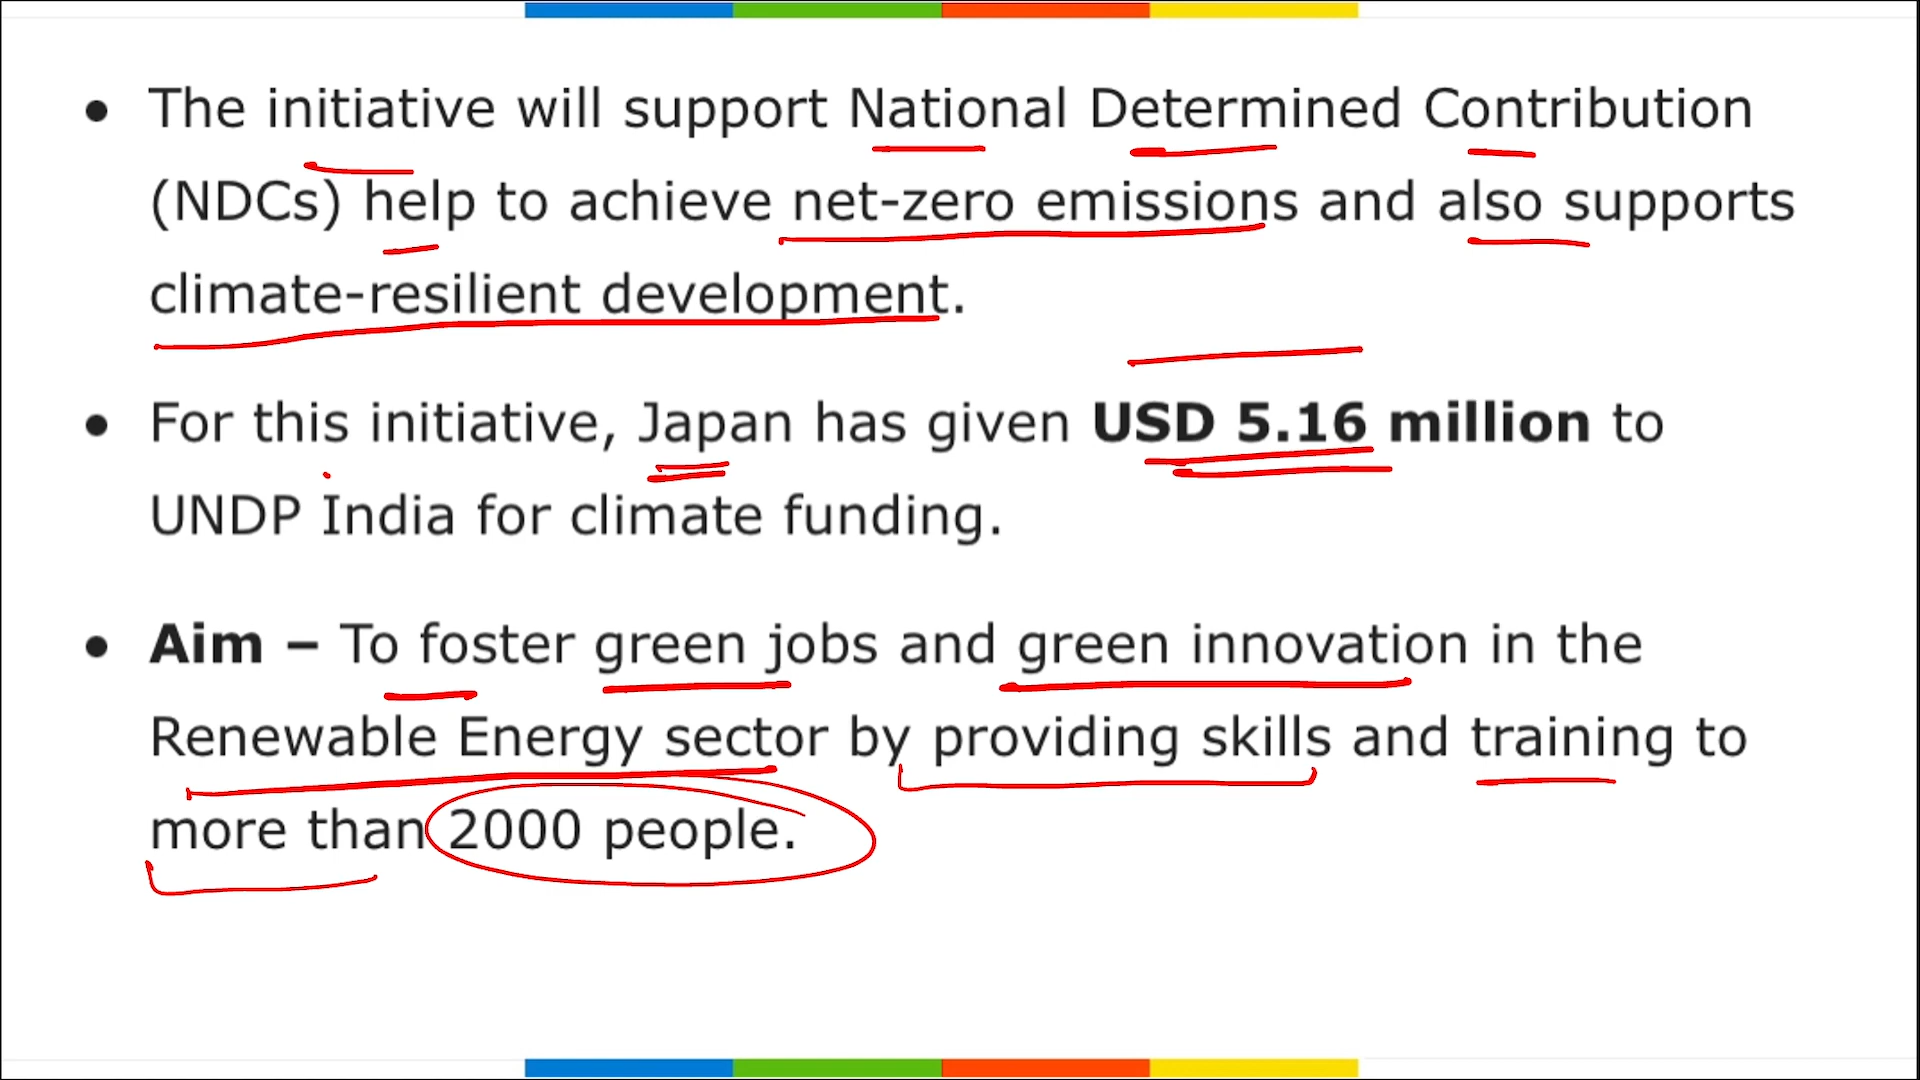 • The initiative will support National Determined Contribution
(NDCs) help to achieve net-zero emissions and also supports
climate-resilient development.
• For this initiative, Japan has given USD 5.16 million to
UNDP India for climate funding.
• Aim – To foster green jobs and green innovation in the
Renewable Energy sector by providing skills and training to
more than 2000 people.